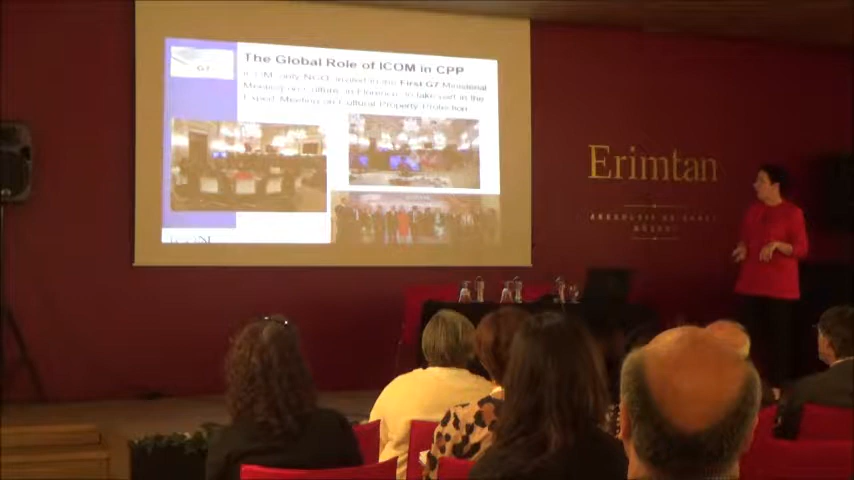 The Global Role of ICOM in CPP
ICOM, only NGO invited in the First G7 Ministerial
Meeting on Culture, in Florence, to take part in the
Expert Meeting on Cultural Property Protection
G7
Erimtan